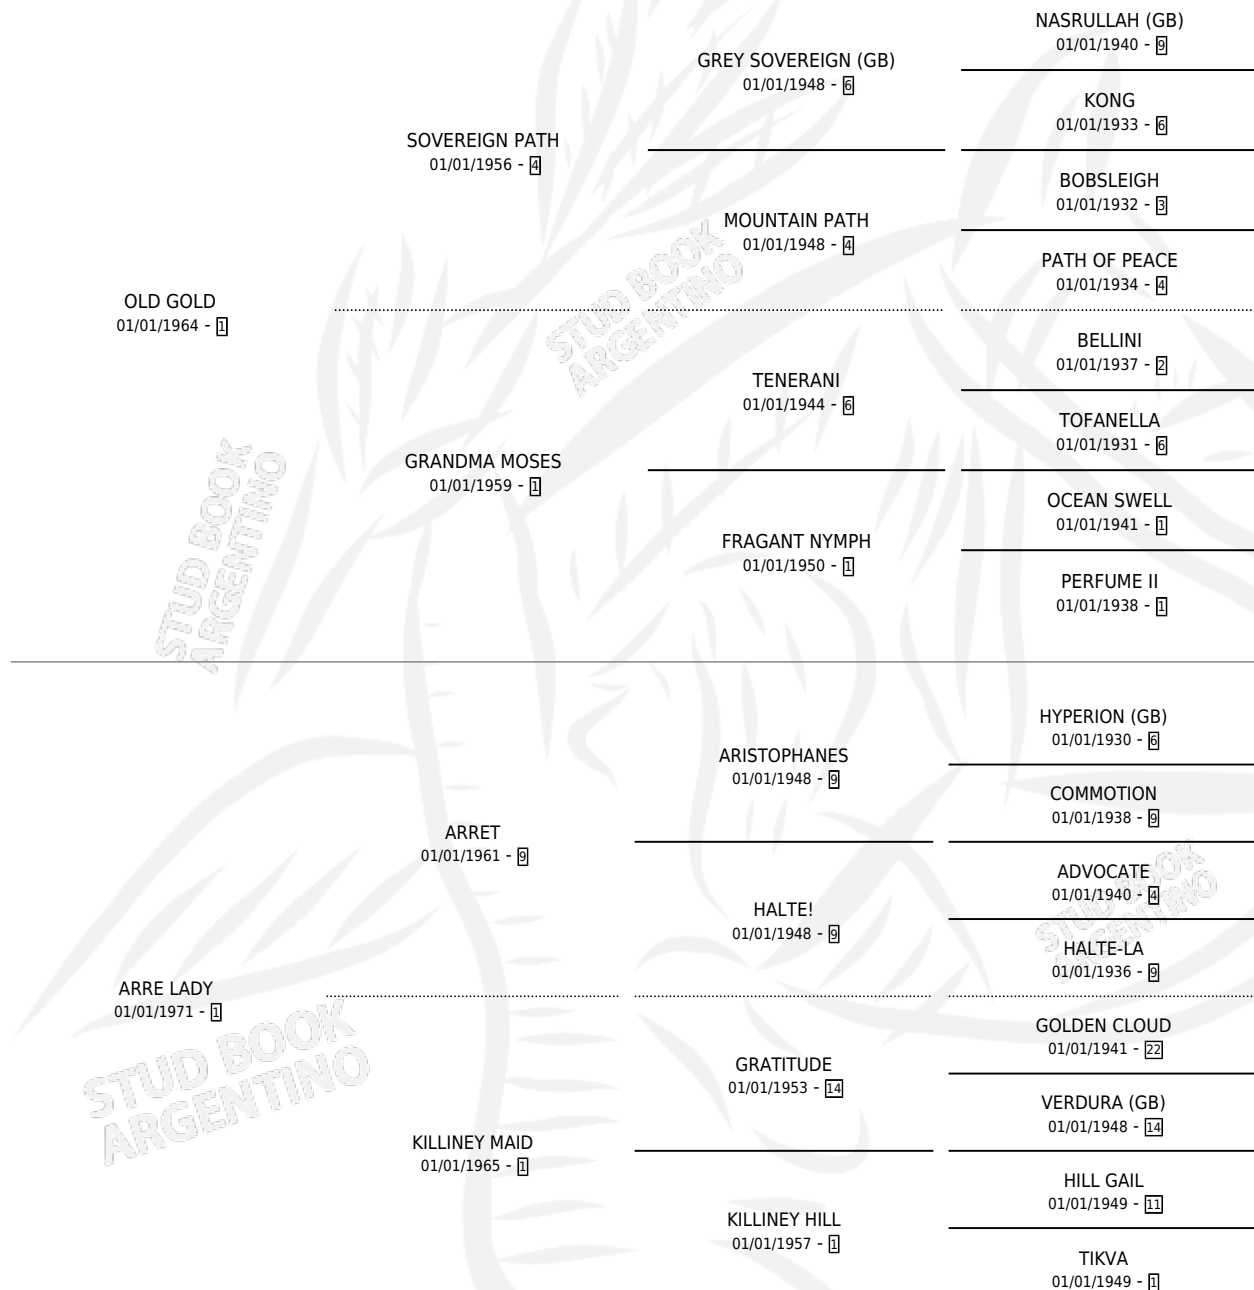 NASRULLAH (GB)
01/01/1940 - 9
GREY SOVEREIGN (GB)
01/01/1948 - 6
KONG
01/01/1933 - 6
SOVEREIGN PATH
01/01/1956 - 4
BOBSLEIGH
01/01/1932 - 3
MOUNTAIN PATH
01/01/1948 - 4
PATH OF PEACE
01/01/1934 - 4
OLD GOLD
01/01/1964 - 1
BELLINI
01/01/1937 - 2
TENERANI
01/01/1944 - 6
TOFANELLA
01/01/1931 - 6
GRANDMA MOSES
01/01/1959 - 1
OCEAN SWELL
01/01/1941 - 1
FRAGANT NYMPH
01/01/1950 - 1
PERFUME II
01/01/1938 - 1
HYPERION (GB)
01/01/1930 - 6
ARISTOPHANES
01/01/1948 - 9
COMMOTION
01/01/1938 - 9
ARRET
01/01/1961 - 9
ADVOCATE
01/01/1940 - 4
HALTE!
01/01/1948 - 9
HALTE-LA
01/01/1936 - 9
ARRE LADY
01/01/1971 - 1
GOLDEN CLOUD
01/01/1941 - 22
GRATITUDE
01/01/1953 - 14
VERDURA (GB)
01/01/1948 - 14
KILLINEY MAID
01/01/1965 - 1
HILL GAIL
01/01/1949 - 11
KILLINEY HILL
01/01/1957 - 1
TIKVA
01/01/1949 - 1
STUD BOOK
ARGENTINO
STUD BOOK
ARGENTINO
STUD BOOK
ARGENTINO
STUD BOOK
ARGENTINO